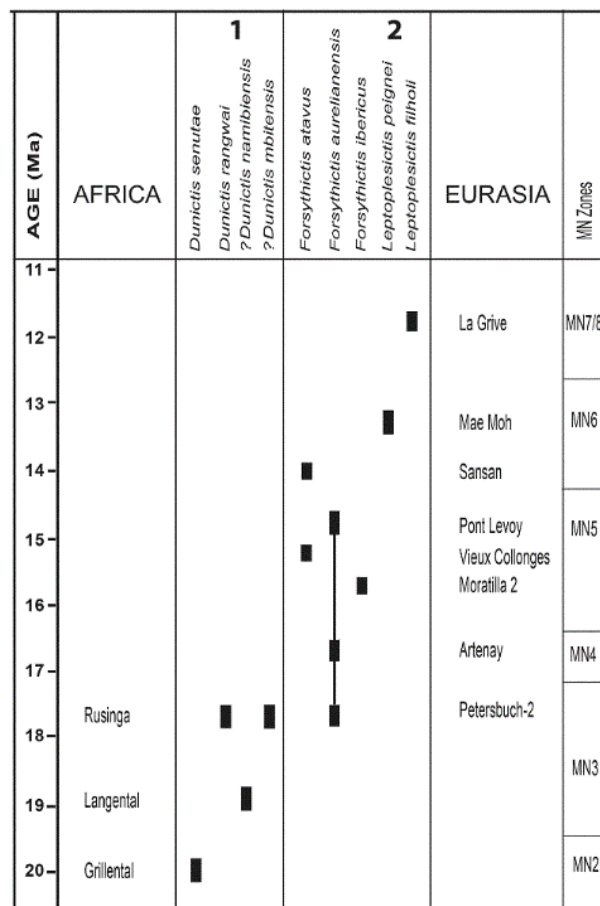 1
2
AGE (Ma)
AFRICA
Dunictis senutae
Dunictis rangwai
?Dunictis namibiensis
?Dunictis mbitensis
Forsythictis atavus
Forsythictis aurelianensis
Forsythictis ibericus
Leptoplesictis peignei
Leptoplesictis filholi
EURASIA
MN Zones
11
12
13
14
15
16
17
18
19
20
Rusinga
Langental
Grillental
La Grive
Mae Moh
Sansan
Pont Levoy
Vieux Collonges
Moratilla 2
Artenay
Petersbuch-2
MN7/8
MN6
MN5
MN4
MN3
MN2